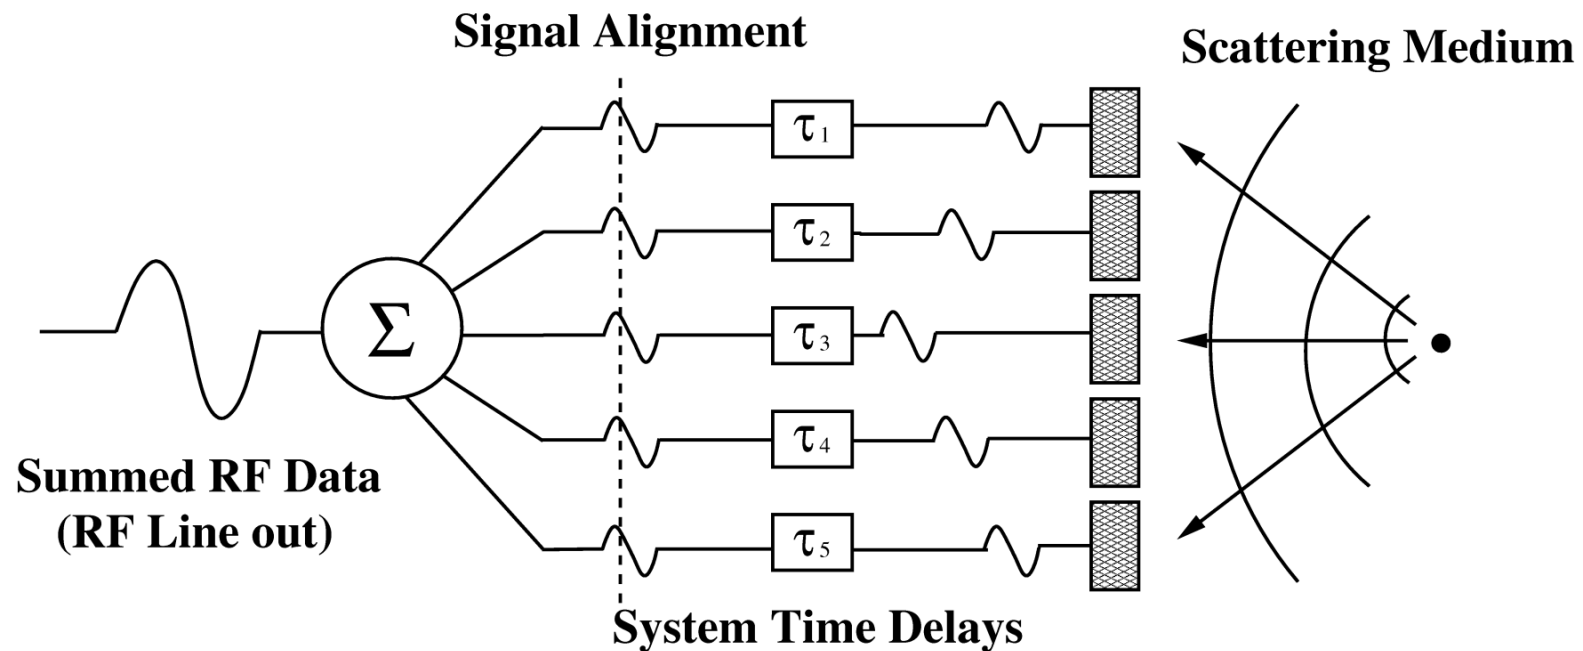 Signal Alignment
Scattering Medium
τ1
τ2
τ3
τ4
τ5
Σ
Summed RF Data
(RF Line out)
System Time Delays